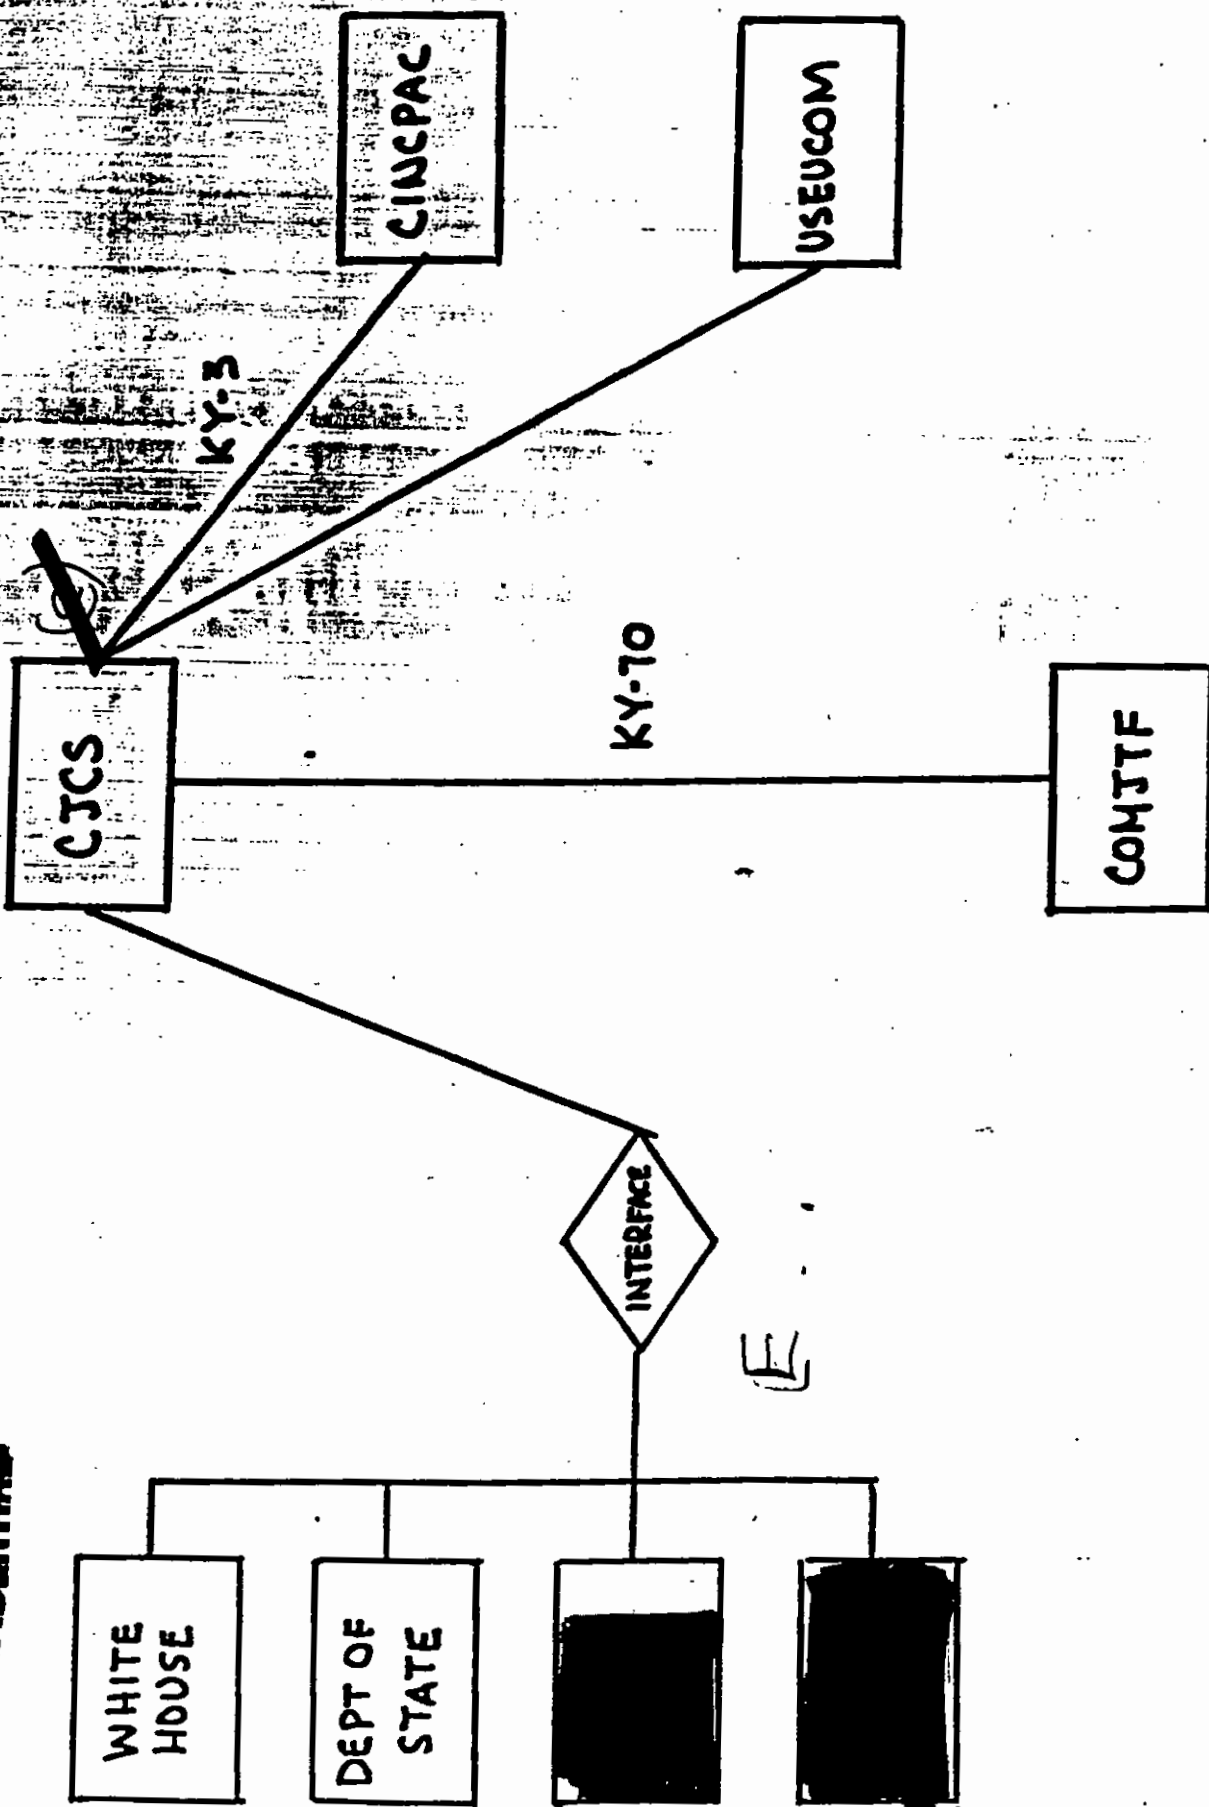 CJCS
KY-3
CINCPAC
USEUCOM
KY-70
COMJTF
INTERFACE
E
WHITE
HOUSE
DEPT OF
STATE